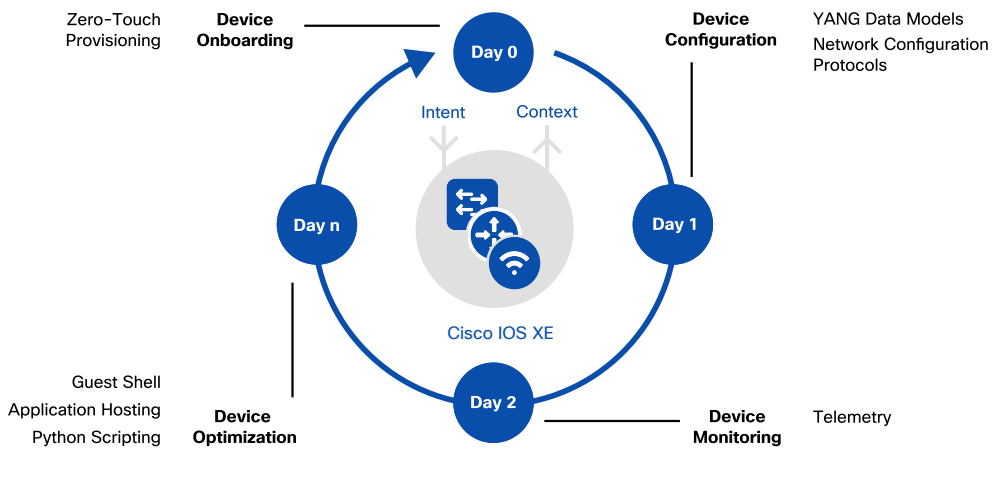 Zero-Touch
Provisioning
Device
Onboarding
Day 0
Device
Configuration
YANG Data Models
Network Configuration
Protocols
Intent
Context
Day n
Day 1
Cisco IOS XE
Guest Shell
Application Hosting
Python Scripting
Device
Optimization
Day 2
Device
Monitoring
Telemetry